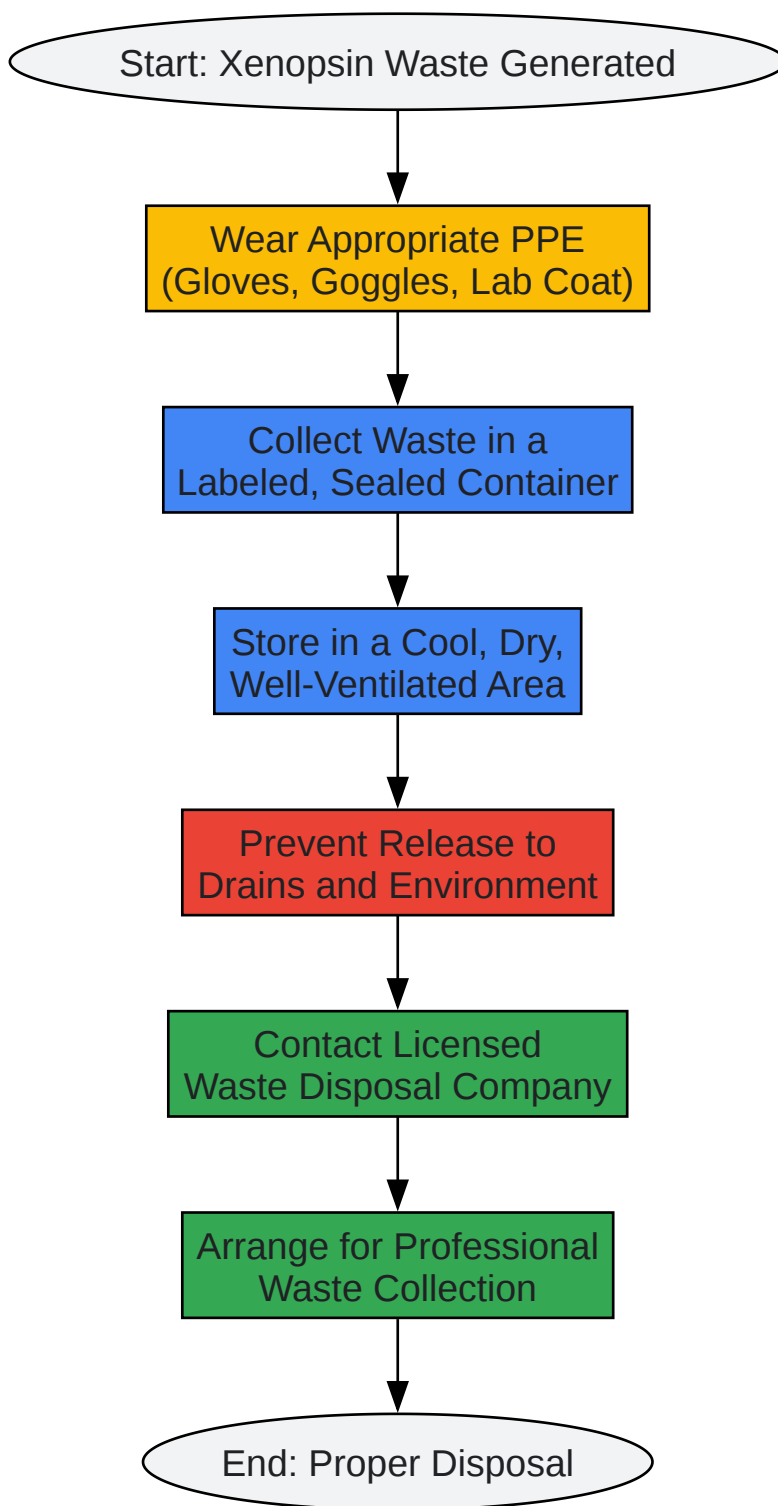 Start: Xenopsin Waste Generated
Wear Appropriate PPE
(Gloves, Goggles, Lab Coat)
Collect Waste in a
Labeled, Sealed Container
Store in a Cool, Dry,
Well-Ventilated Area
Prevent Release to
Drains and Environment
Contact Licensed
Waste Disposal Company
Arrange for Professional
Waste Collection
End: Proper Disposal